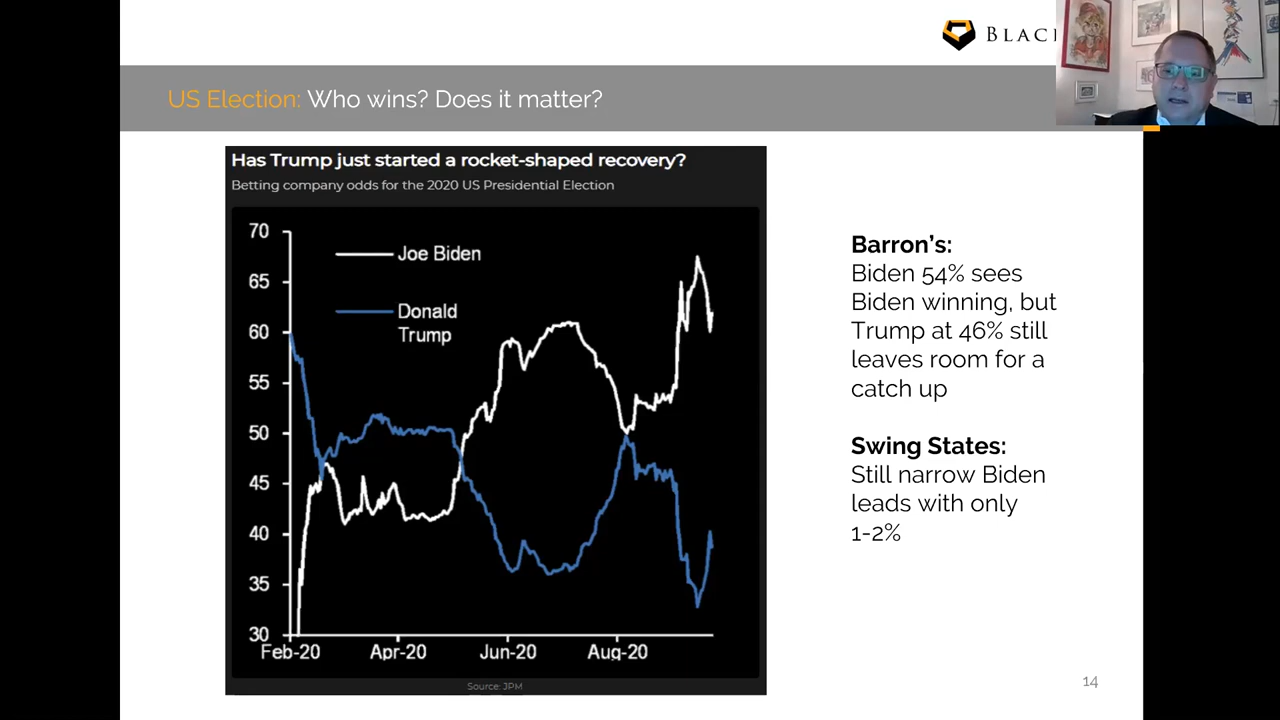 BLAC
US Election: Who wins? Does it matter?
Has Trump just started a rocket-shaped recovery?
Betting company odds for the 2020 US Presidential Election
70
65
60
55
50
45
40
35
30
Joe Biden
Donald
Trump
Feb-20 Apr-20 Jun-20 Aug-20
Source: JPM
Barron’s:
Biden 54% sees
Biden winning, but
Trump at 46% still
leaves room for a
catch up
Swing States:
Still narrow Biden
leads with only
1-2%
14